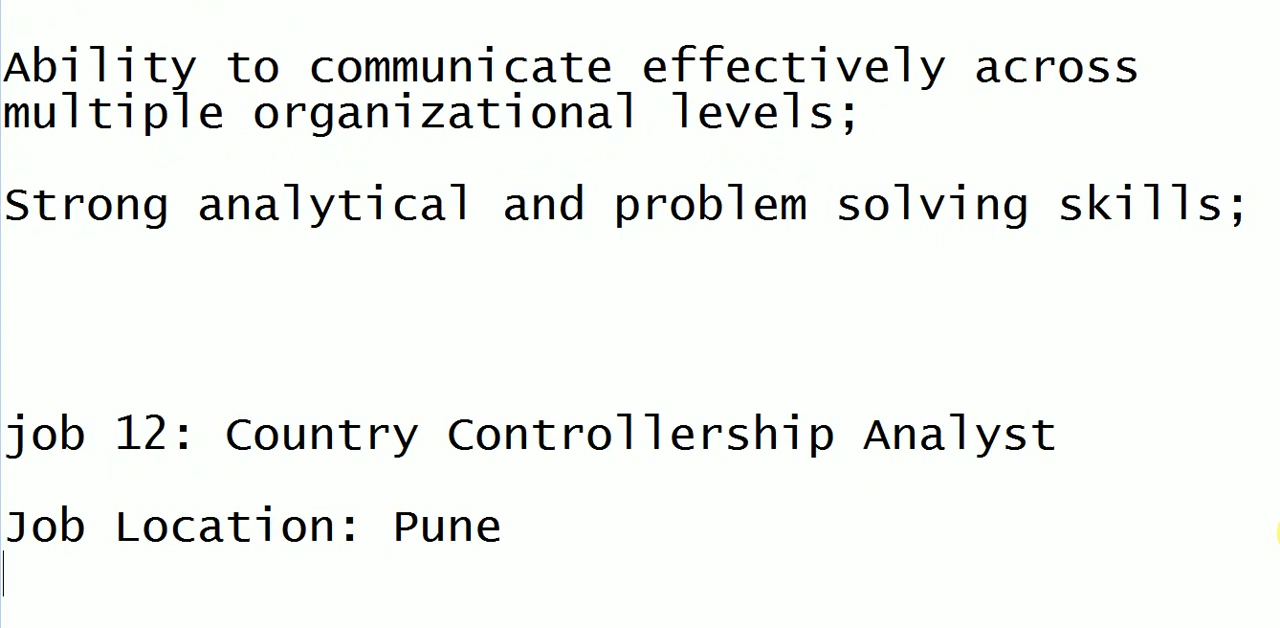 Ability to communicate effectively across
multiple organizational levels;
Strong analytical and problem solving skills;
job 12: Country Controllership Analyst
Job Location: Pune